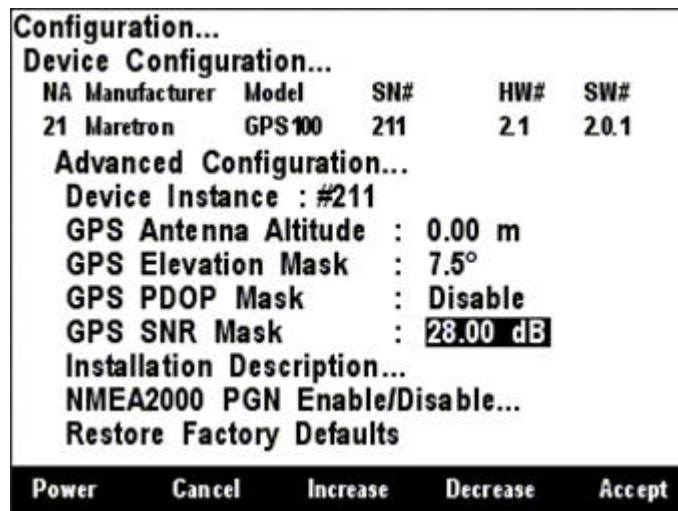 Configuration...
Device Configuration...
NA Manufacturer Model SN# HW# SW#
21 Maretron GPS100 211 2.1 2.0.1
Advanced Configuration...
Device Instance : #211
GPS Antenna Altitude : 0.00 m
GPS Elevation Mask : 7.5°
GPS PDOP Mask : Disable
GPS SNR Mask : 28.00 dB
Installation Description...
NMEA2000 PGN Enable/Disable...
Restore Factory Defaults
Power Cancel Increase Decrease Accept